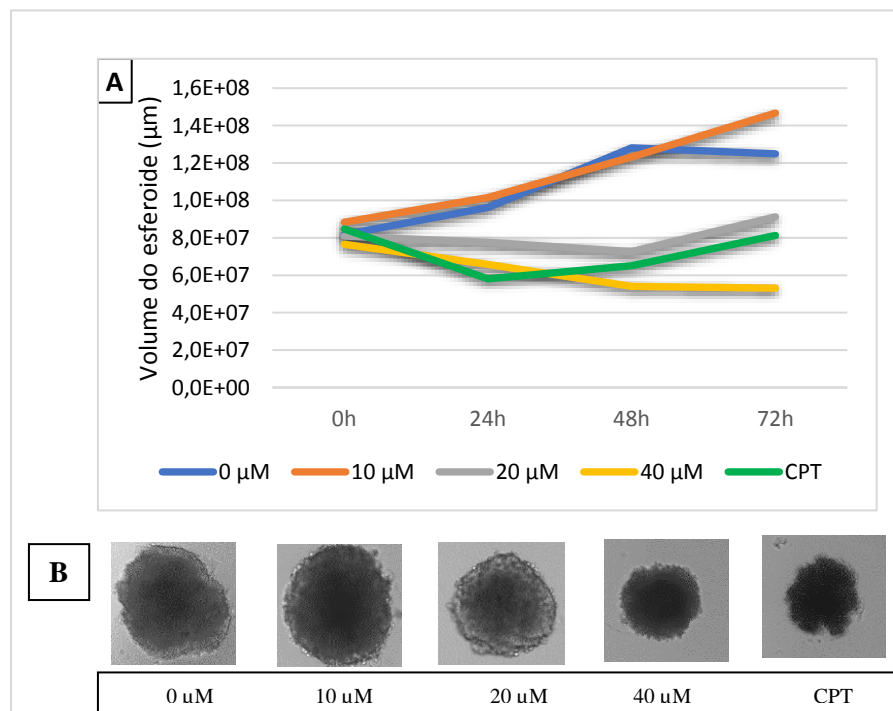 A
Volume do esferoide (µm)
1,6E+08
1,4E+08
1,2E+08
1,0E+08
8,0E+07
6,0E+07
4,0E+07
2,0E+07
0,0E+00
0h 24h 48h 72h
0 µM 10 µM 20 µM 40 µM CPT
B
0 uM 10 uM 20 uM 40 uM CPT